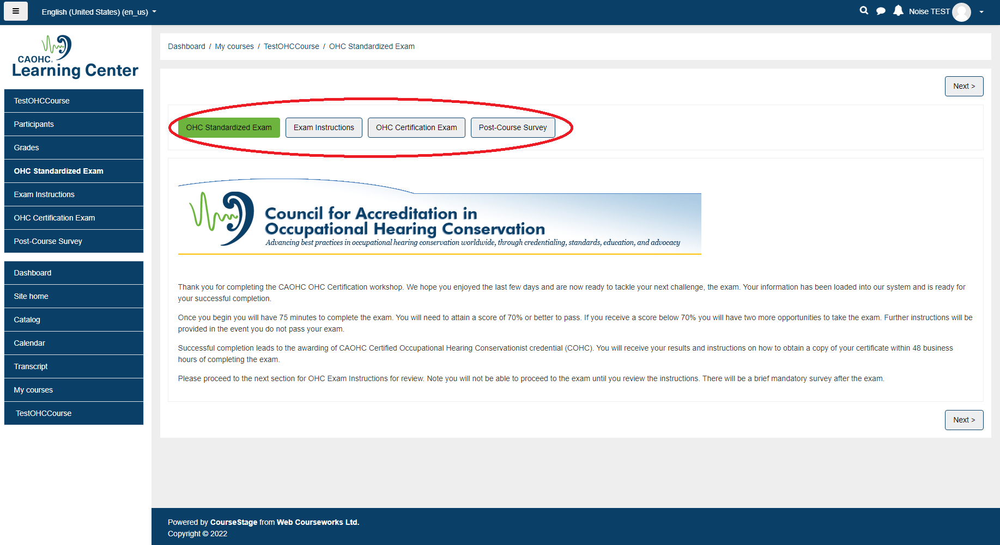 English (United States) (en_us)
Noise TEST
CAOHC.
Learning Center
TestOHCCourse
Participants
Grades
OHC Standardized Exam
Exam Instructions
OHC Certification Exam
Post-Course Survey
Dashboard
Site home
Catalog
Calendar
Transcript
My courses
TestOHCCourse
Dashboard / My courses / TestOHCCourse / OHC Standardized Exam
Next >
OHC Standardized Exam Exam Instructions OHC Certification Exam Post-Course Survey
Council for Accreditation in
Occupational Hearing Conservation
Advancing best practices in occupational hearing conservation worldwide, through credentialing, standards, education, and advocacy
Thank you for completing the CAOHC OHC Certification workshop. We hope you enjoyed the last few days and are now ready to tackle your next challenge, the exam. Your information has been loaded into our system and is ready for
your successful completion.
Once you begin you will have 75 minutes to complete the exam. You will need to attain a score of 70% or better to pass. If you receive a score below 70% you will have two more opportunities to take the exam. Further instructions will be
provided in the event you do not pass your exam.
Successful completion leads to the awarding of CAOHC Certified Occupational Hearing Conservationist credential (COHC). You will receive your results and instructions on how to obtain a copy of your certificate within 48 business
hours of completing the exam.
Please proceed to the next section for OHC Exam Instructions for review. Note you will not be able to proceed to the exam until you review the instructions. There will be a brief mandatory survey after the exam.
Next >
Powered by CourseStage from Web Courseworks Ltd.
Copyright © 2022